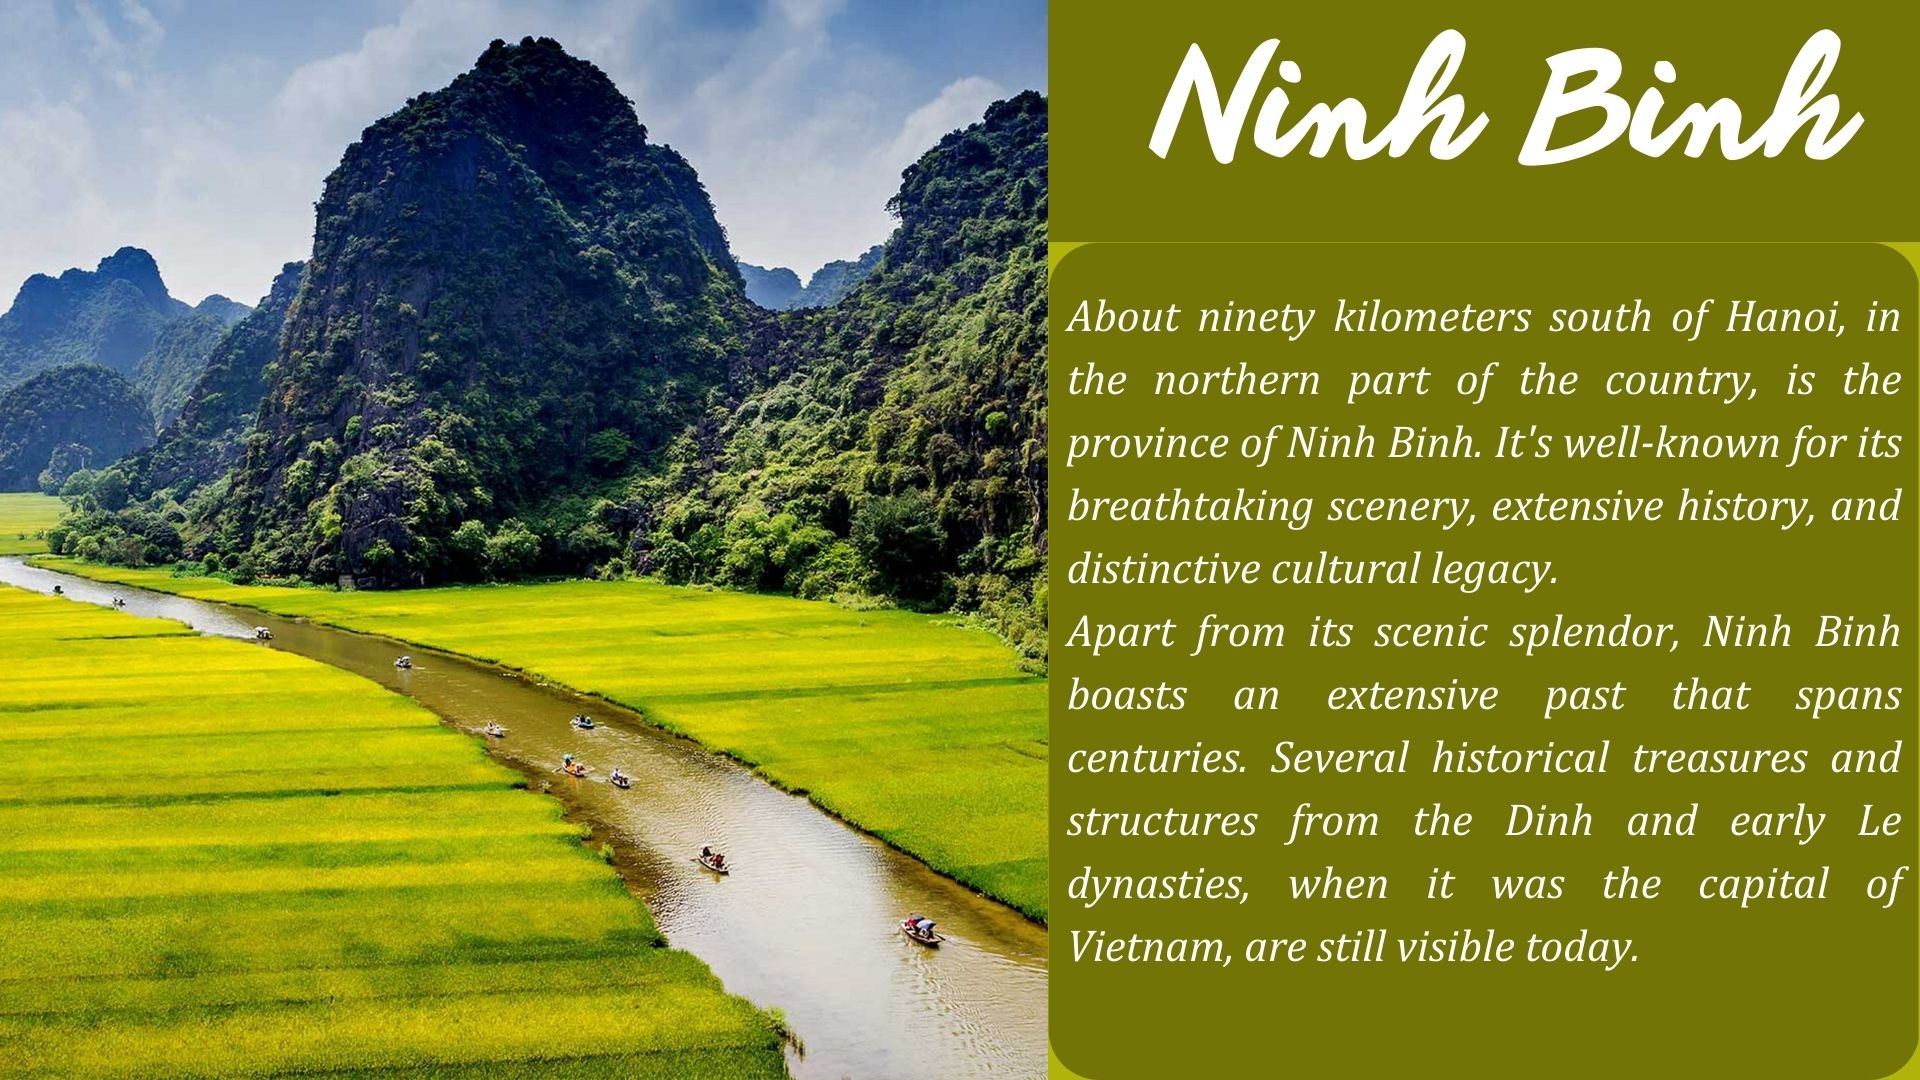 Ninh Binh
About ninety kilometers south of Hanoi, in
the northern part of the country, is the
province of Ninh Binh. It's well-known for its
breathtaking scenery, extensive history, and
distinctive cultural legacy.
Apart from its scenic splendor, Ninh Binh
boasts an extensive past that spans
centuries. Several historical treasures and
structures from the Dinh and early Le
dynasties, when it was the capital of
Vietnam, are still visible today.